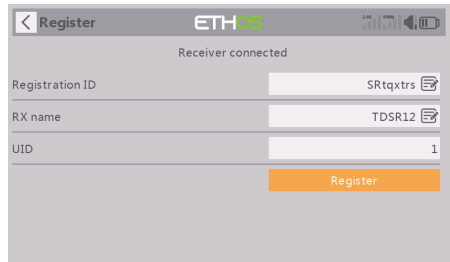 Register
ETHOS
Receiver connected
Registration ID
SRtqxtrs
RX name
TDSR12
UID
1
Register